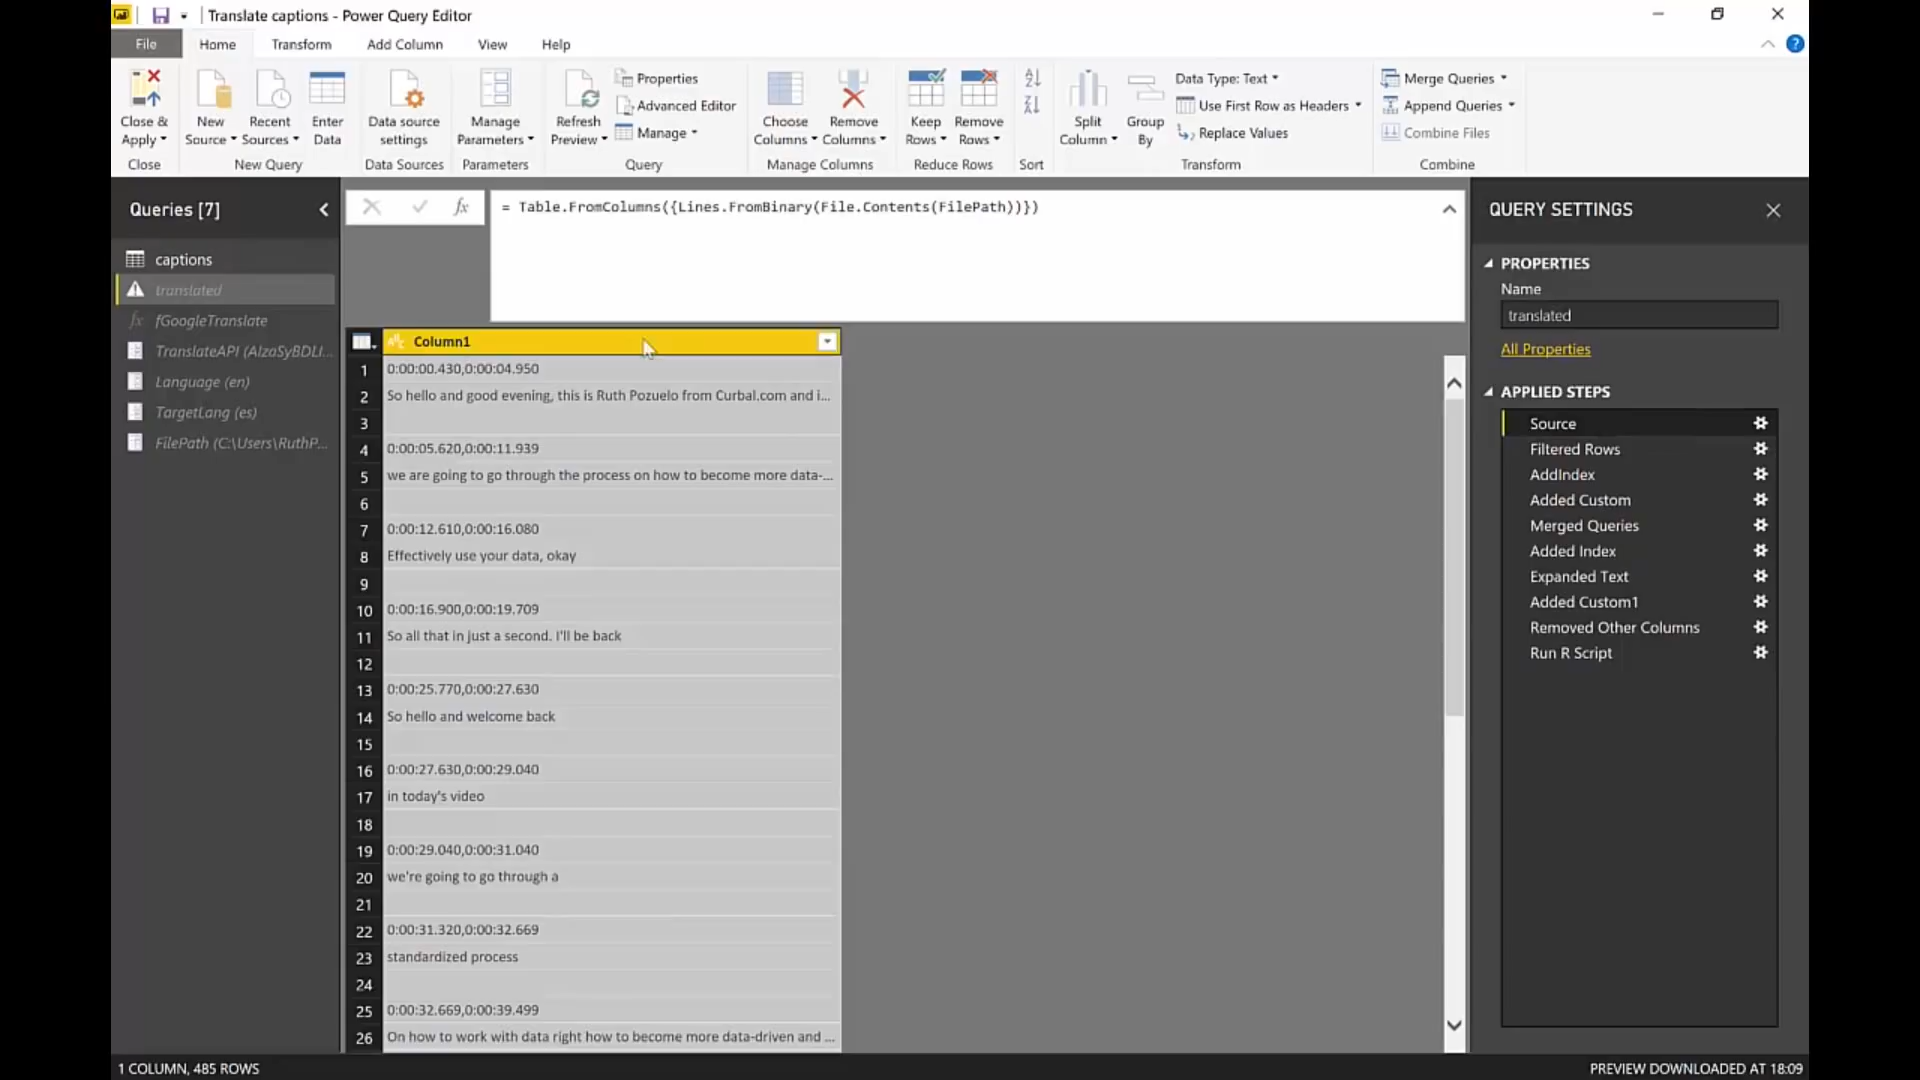 Translate captions - Power Query Editor
File Home Transform Add Column View Help
Close & Apply
New Source
Recent Sources
Enter Data
Data source settings
Manage Parameters
Refresh Preview
Properties
Advanced Editor
Manage
Choose Columns
Remove Columns
Keep Rows
Remove Rows
Split Column
Group By
Data Type: Text
Use First Row as Headers
Replace Values
Merge Queries
Append Queries
Combine Files
Close New Query Data Sources Parameters Query Manage Columns Reduce Rows Sort Transform Combine
Queries [7]
captions
translated
fx fGoogleTranslate
TranslateAPI (AIzaSyBDLI...
Language (en)
TargetLang (es)
FilePath (C:\Users\RuthP...
fx = Table.FromColumns({Lines.FromBinary(File.Contents(FilePath))})
Column1
1 0:00:00.430,0:00:04.950
2 So hello and good evening, this is Ruth Pozuelo from Curbal.com and i...
3
4 0:00:05.620,0:00:11.939
5 we are going to go through the process on how to become more data-...
6
7 0:00:12.610,0:00:16.080
8 Effectively use your data, okay
9
10 0:00:16.900,0:00:19.709
11 So all that in just a second. I'll be back
12
13 0:00:25.770,0:00:27.630
14 So hello and welcome back
15
16 0:00:27.630,0:00:29.040
17 in today's video
18
19 0:00:29.040,0:00:31.040
20 we're going to go through a
21
22 0:00:31.320,0:00:32.669
23 standardized process
24
25 0:00:32.669,0:00:39.499
26 On how to work with data right how to become more data-driven and ...
QUERY SETTINGS
PROPERTIES
Name
translated
All Properties
APPLIED STEPS
Source
Filtered Rows
AddIndex
Added Custom
Merged Queries
Added Index
Expanded Text
Added Custom1
Removed Other Columns
Run R Script
1 COLUMN, 485 ROWS
PREVIEW DOWNLOADED AT 18:09